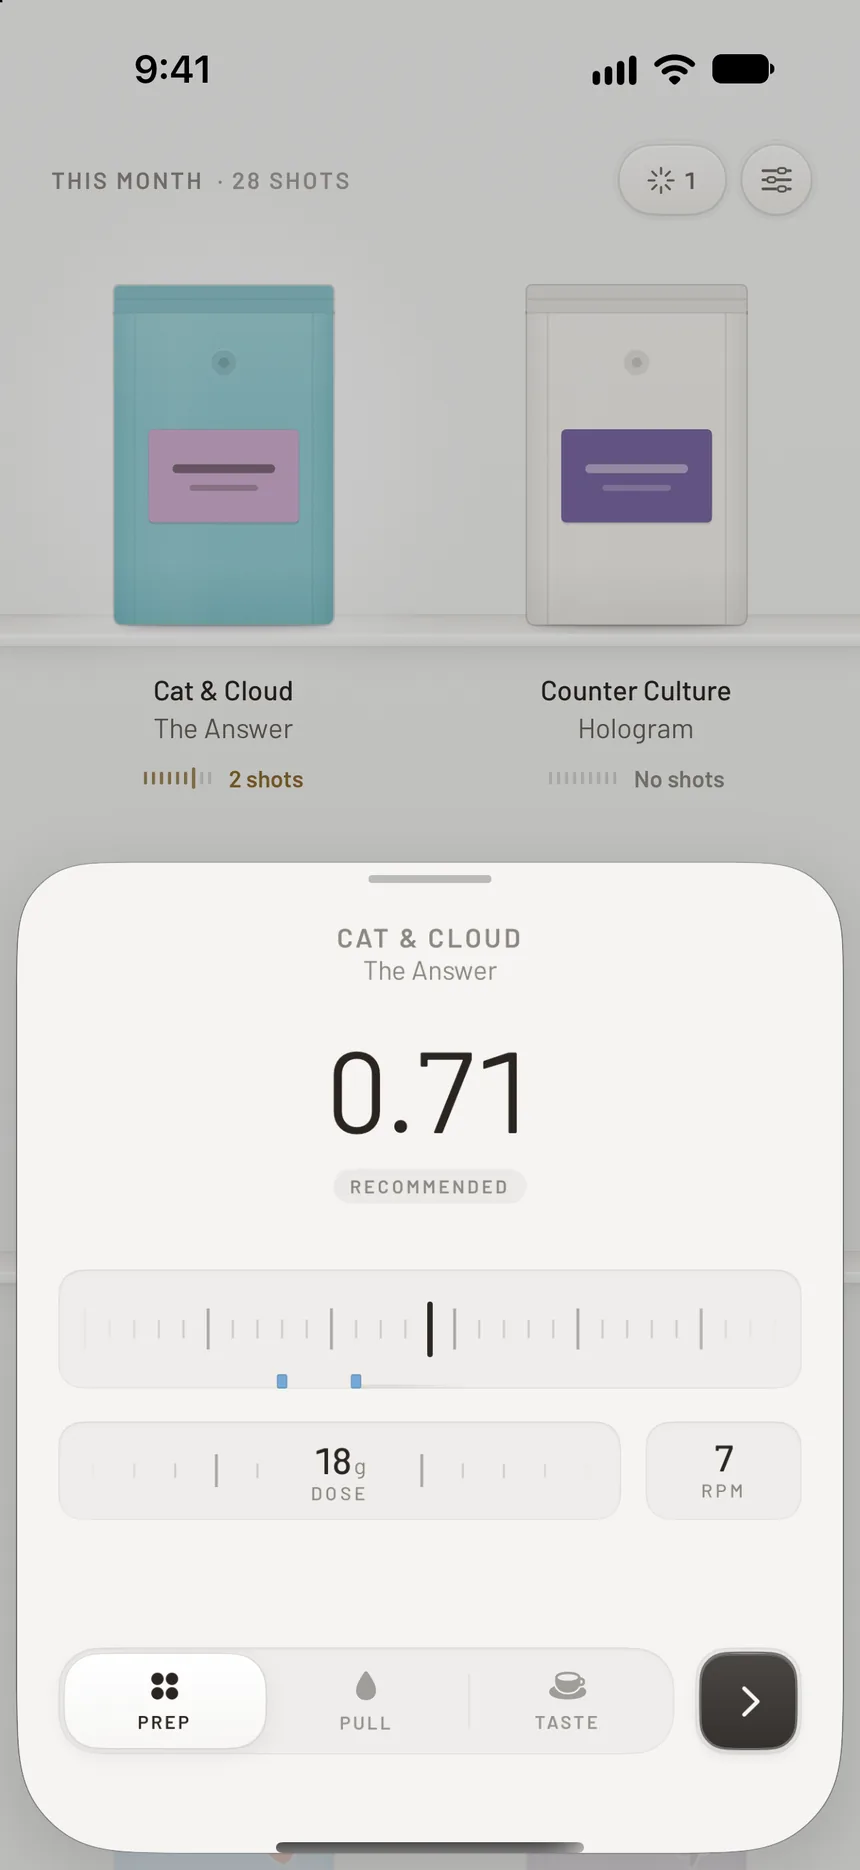 9:41
THIS MONTH · 28 SHOTS
1
Cat & Cloud
The Answer
2 shots
Counter Culture
Hologram
No shots
CAT & CLOUD
The Answer
0.71
RECOMMENDED
18g
DOSE
7
RPM
PREP
PULL
TASTE